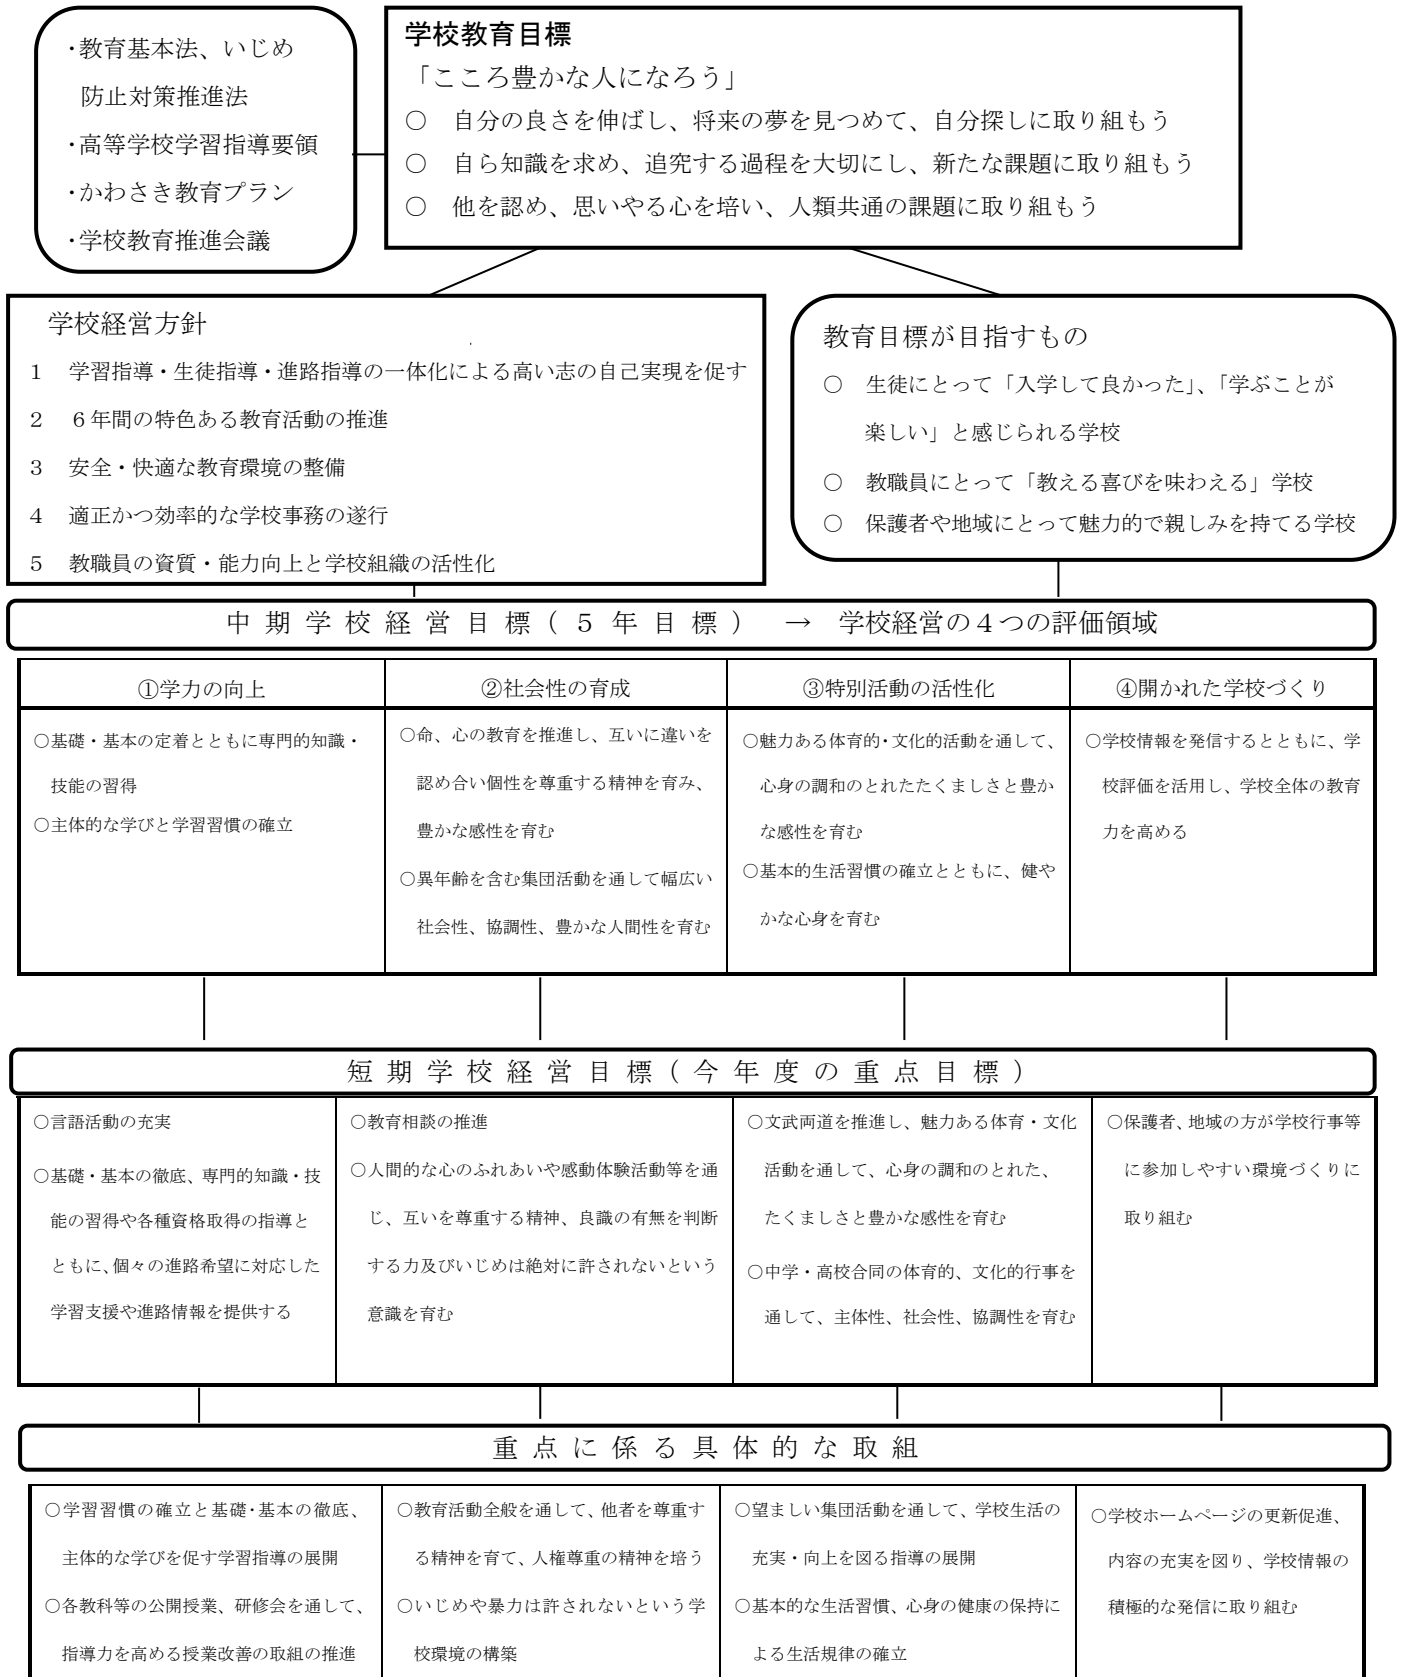 ・教育基本法、いじめ
防止対策推進法
・高等学校学習指導要領
・かわさき教育プラン
・学校教育推進会議
学校教育目標
「こころ豊かな人になろう」
○　自分の良さを伸ばし、将来の夢を見つめて、自分探しに取り組もう
○　自ら知識を求め、追究する過程を大切にし、新たな課題に取り組もう
○　他を認め、思いやる心を培い、人類共通の課題に取り組もう
学校経営方針
1　学習指導・生徒指導・進路指導の一体化による高い志の自己実現を促す
2　６年間の特色ある教育活動の推進
3　安全・快適な教育環境の整備
4　適正かつ効率的な学校事務の遂行
5　教職員の資質・能力向上と学校組織の活性化
教育目標が目指すもの
○　生徒にとって「入学して良かった」、「学ぶことが
楽しい」と感じられる学校
○　教職員にとって「教える喜びを味わえる」学校
○　保護者や地域にとって魅力的で親しみを持てる学校
中期学校経営目標（５年目標）　→　学校経営の４つの評価領域
①学力の向上
○基礎・基本の定着とともに専門的知識・
技能の習得
○主体的な学びと学習習慣の確立
②社会性の育成
○命、心の教育を推進し、互いに違いを
認め合い個性を尊重する精神を育み、
豊かな感性を育む
○異年齢を含む集団活動を通して幅広い
社会性、協調性、豊かな人間性を育む
③特別活動の活性化
○魅力ある体育的・文化的活動を通して、
心身の調和のとれたたくましさと豊か
な感性を育む
○基本的生活習慣の確立とともに、健や
かな心身を育む
④開かれた学校づくり
○学校情報を発信するとともに、学
校評価を活用し、学校全体の教育
力を高める
短期学校経営目標（今年度の重点目標）
○言語活動の充実
○基礎・基本の徹底、専門的知識・技
能の習得や各種資格取得の指導と
ともに、個々の進路希望に対応した
学習支援や進路情報を提供する
○教育相談の推進
○人間的な心のふれあいや感動体験活動等を通
じ、互いを尊重する精神、良識の有無を判断
する力及びいじめは絶対に許されないという
意識を育む
○文武両道を推進し、魅力ある体育・文化
活動を通して、心身の調和のとれた、
たくましさと豊かな感性を育む
○中学・高校合同の体育的、文化的行事を
通して、主体性、社会性、協調性を育む
○保護者、地域の方が学校行事等
に参加しやすい環境づくりに
取り組む
重点に係る具体的な取組
○学習習慣の確立と基礎・基本の徹底、
主体的な学びを促す学習指導の展開
○各教科等の公開授業、研修会を通して、
指導力を高める授業改善の取組の推進
○教育活動全般を通して、他者を尊重す
る精神を育て、人権尊重の精神を培う
○いじめや暴力は許されないという学
校環境の構築
○望ましい集団活動を通して、学校生活の
充実・向上を図る指導の展開
○基本的な生活習慣、心身の健康の保持に
よる生活規律の確立
○学校ホームページの更新促進、
内容の充実を図り、学校情報の
積極的な発信に取り組む